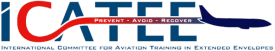 ICATEE
PREVENT • AVOID • RECOVER
INTERNATIONAL COMMITTEE FOR AVIATION TRAINING IN EXTENDED ENVELOPES